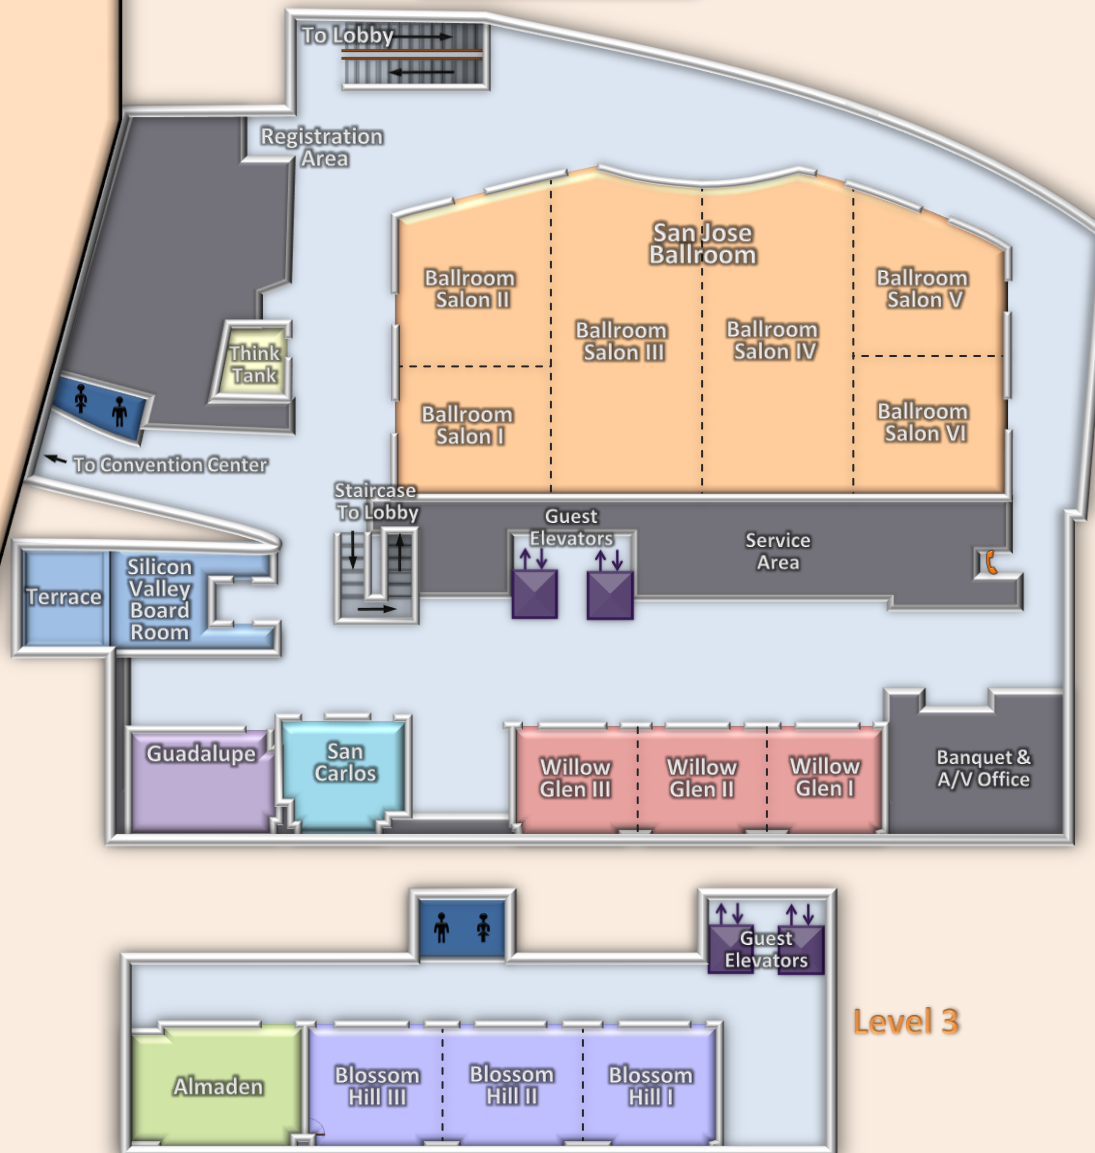 To Lobby
Registration
Area
San Jose
Ballroom
Ballroom
Salon II
Ballroom
Salon III
Ballroom
Salon IV
Ballroom
Salon V
Think
Tank
Ballroom
Salon I
Ballroom
Salon VI
To Convention Center
Staircase
To Lobby
Guest
Elevators
Service
Area
Terrace
Silicon
Valley
Board
Room
Guadalupe
San
Carlos
Willow
Glen III
Willow
Glen II
Willow
Glen I
Banquet &
A/V Office
Guest
Elevators
Level 3
Almaden
Blossom
Hill III
Blossom
Hill II
Blossom
Hill I